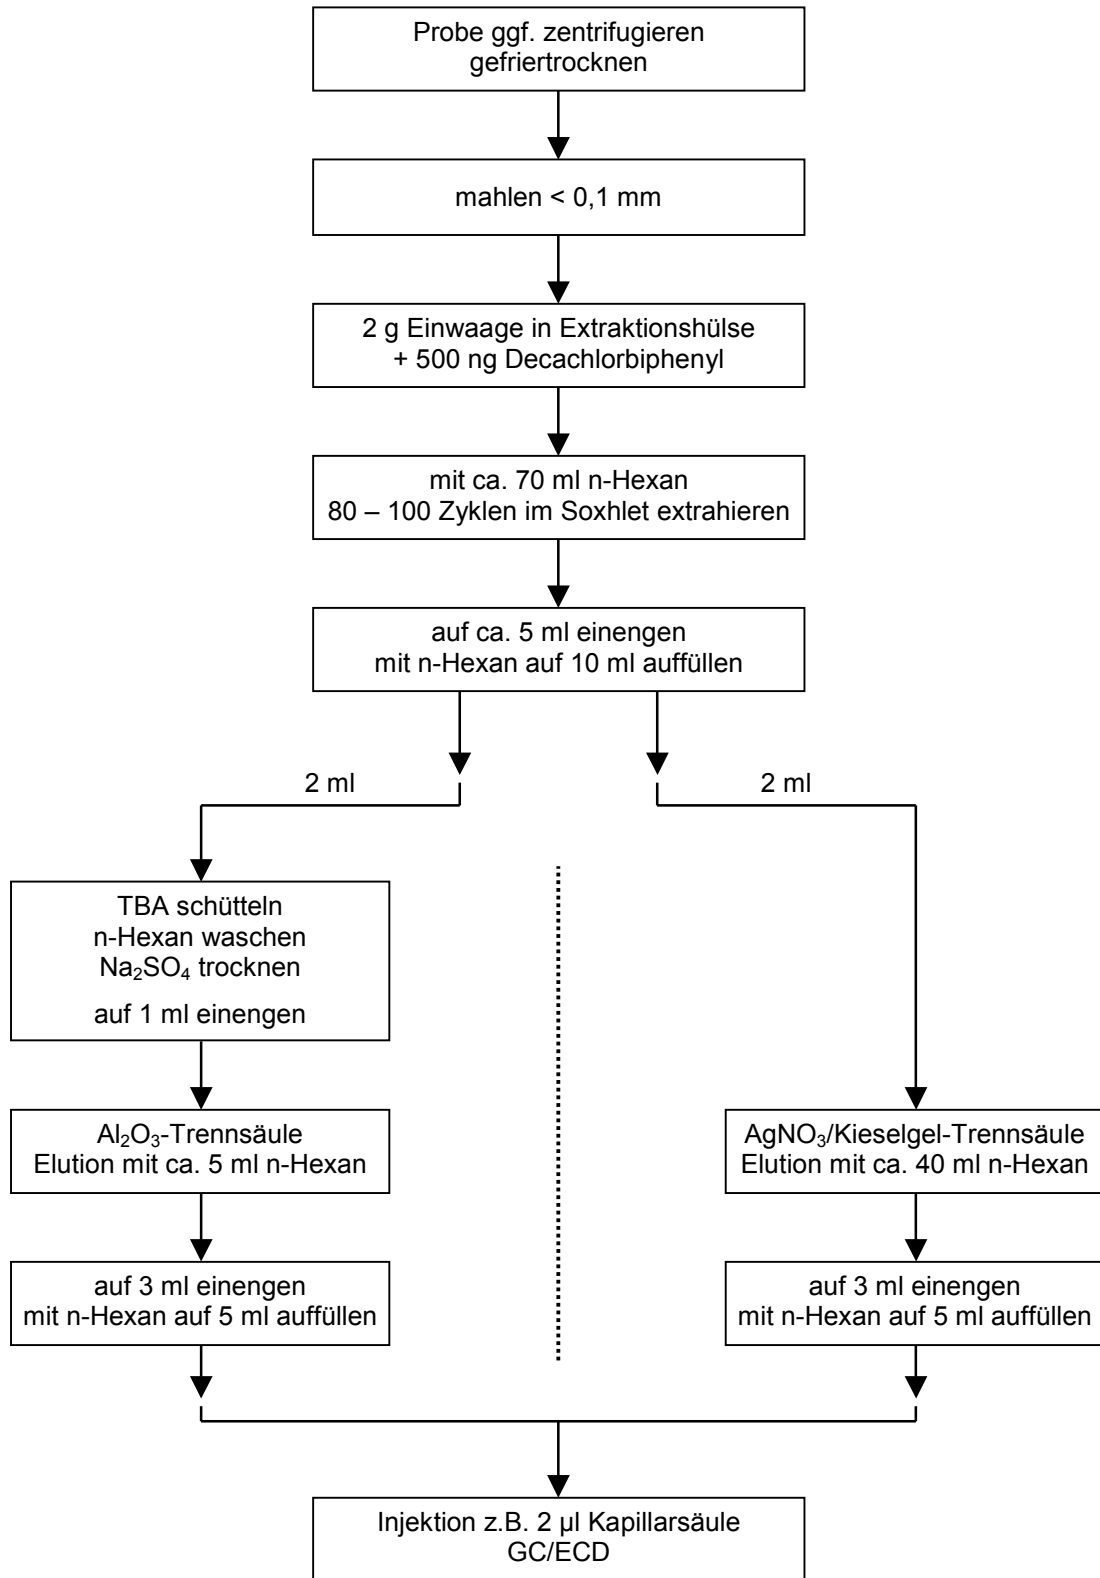 Probe ggf. zentrifugieren
gefriertrocknen
mahlen < 0,1 mm
2 g Einwaage in Extraktionshülse
+ 500 ng Decachlorbiphenyl
mit ca. 70 ml n-Hexan
80 – 100 Zyklen im Soxhlet extrahieren
auf ca. 5 ml einengen
mit n-Hexan auf 10 ml auffüllen
2 ml
2 ml
TBA schütteln
n-Hexan waschen
Na₂SO₄ trocknen
auf 1 ml einengen
Al₂O₃-Trennsäule
Elution mit ca. 5 ml n-Hexan
AgNO₃/Kieselgel-Trennsäule
Elution mit ca. 40 ml n-Hexan
auf 3 ml einengen
mit n-Hexan auf 5 ml auffüllen
auf 3 ml einengen
mit n-Hexan auf 5 ml auffüllen
Injektion z.B. 2 µl Kapillarsäule
GC/ECD